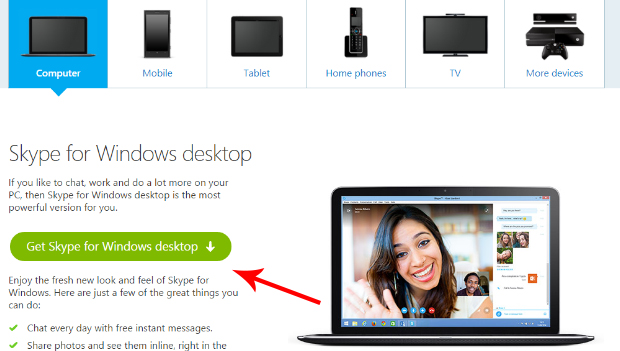 Computer
Mobile
Tablet
Home phones
TV
More devices
Skype for Windows desktop
If you like to chat, work and do a lot more on your
PC, then Skype for Windows desktop is the most
powerful version for you.
Get Skype for Windows desktop
Enjoy the fresh new look and feel of Skype for
Windows. Here are just a few of the great things you
can do:
Chat every day with free instant messages.
Share photos and see them inline, right in the